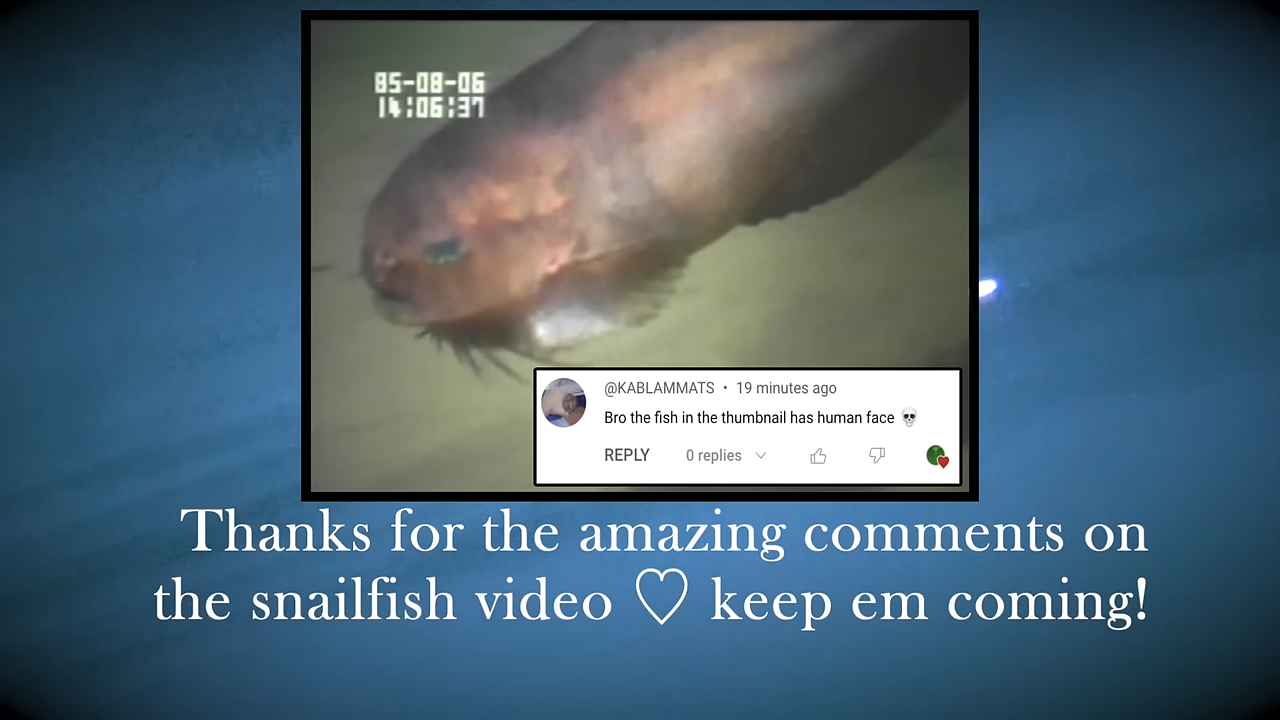 85-08-06
14:06:37
@KABLAMMATS • 19 minutes ago
Bro the fish in the thumbnail has human face 💀
REPLY 0 replies
Thanks for the amazing comments on
the snailfish video ♡ keep em coming!